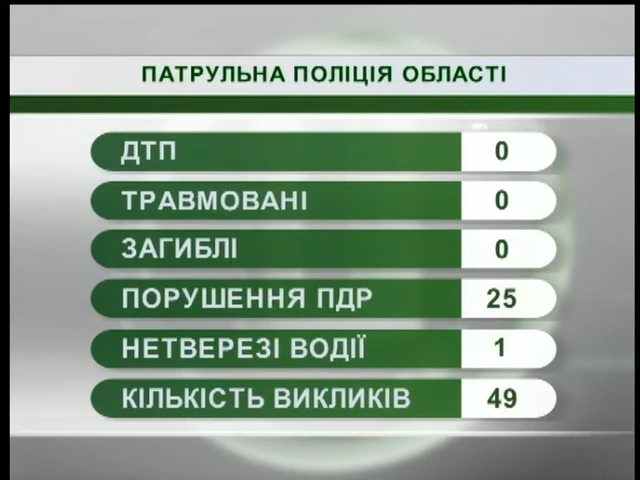 ПАТРУЛЬНА ПОЛІЦІЯ ОБЛАСТІ
ДТП 0
ТРАВМОВАНІ 0
ЗАГИБЛІ 0
ПОРУШЕННЯ ПДР 25
НЕТВЕРЕЗІ ВОДІЇ 1
КІЛЬКІСТЬ ВИКЛИКІВ 49